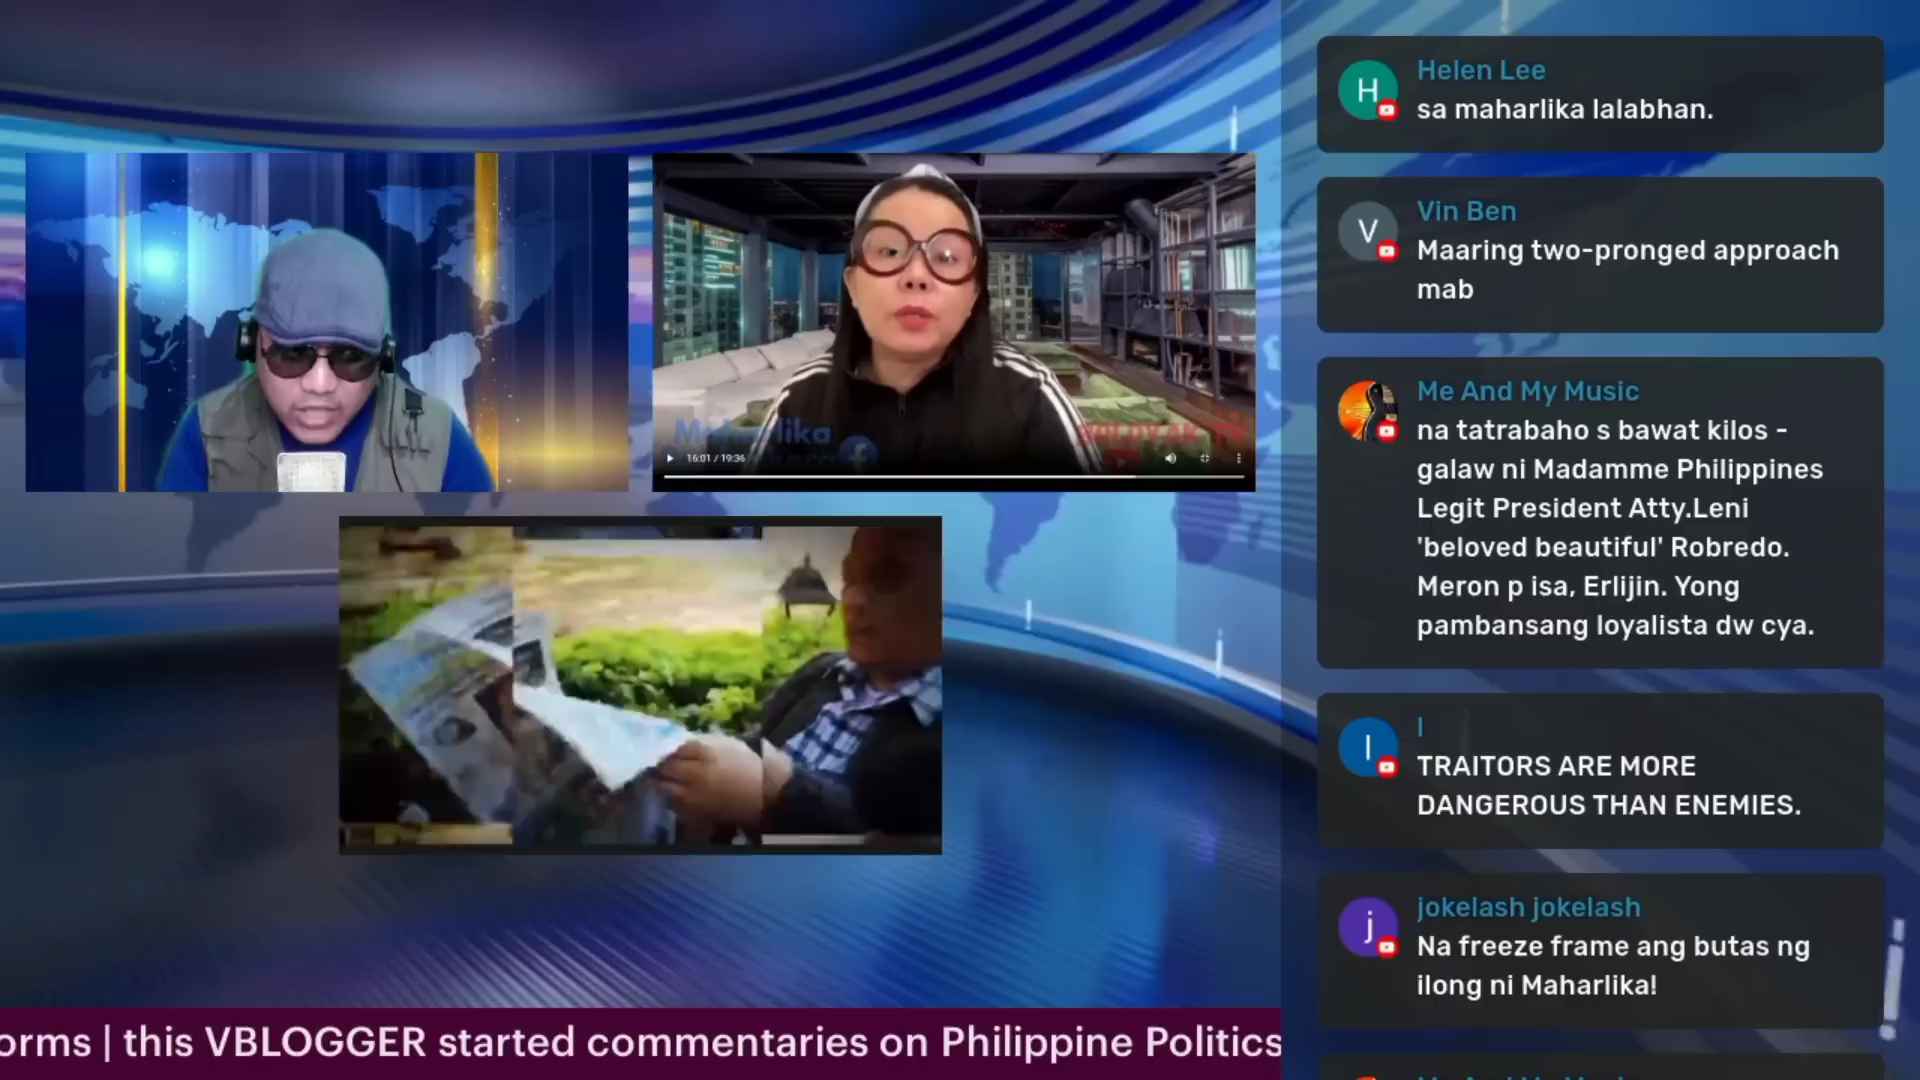 Maharlika
16:01 / 19:36
orms | this VBLOGGER started commentaries on Philippine Politics
H
Helen Lee
sa maharlika lalabhan.
V
Vin Ben
Maaring two-pronged approach
mab
Me And My Music
na tatrabaho s bawat kilos -
galaw ni Madamme Philippines
Legit President Atty.Leni
'beloved beautiful' Robredo.
Meron p isa, Erlijin. Yong
pambansang loyalista dw cya.
I
I
TRAITORS ARE MORE
DANGEROUS THAN ENEMIES.
j
jokelash jokelash
Na freeze frame ang butas ng
ilong ni Maharlika!